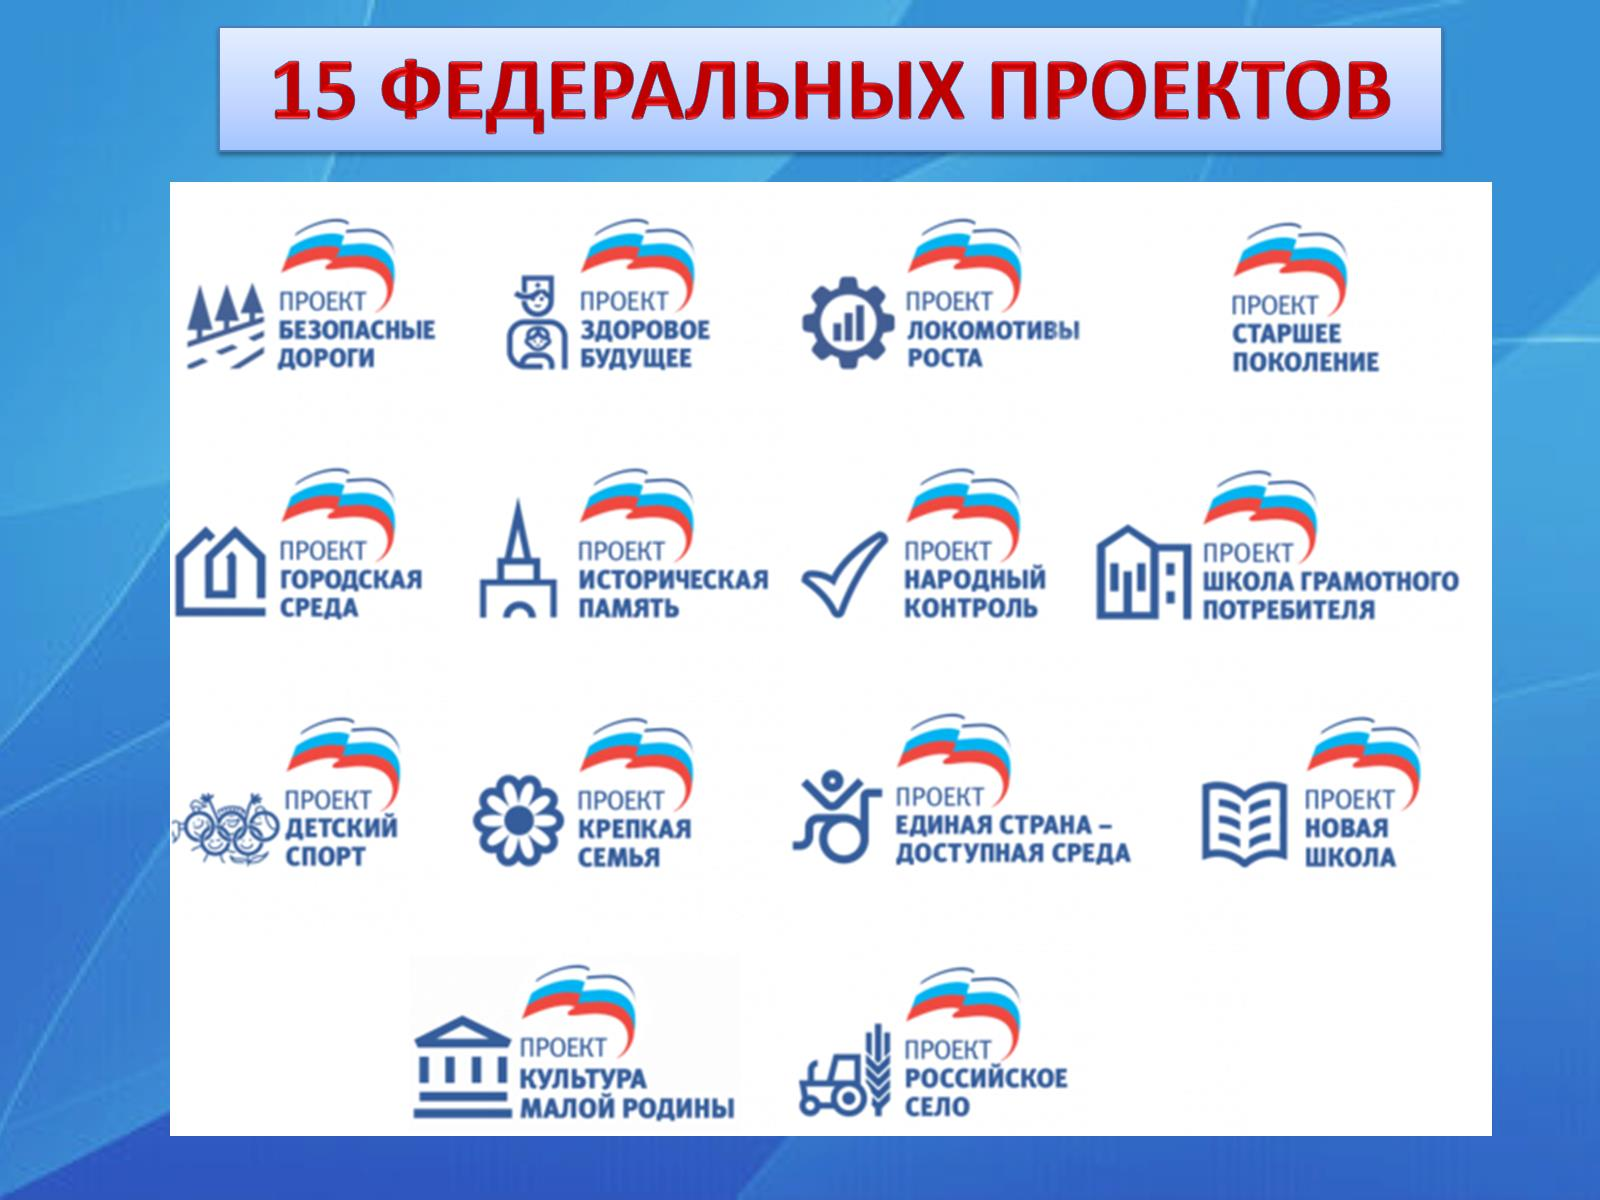 15 ФЕДЕРАЛЬНЫХ ПРОЕКТОВ
ПРОЕКТ
БЕЗОПАСНЫЕ
ДОРОГИ
ПРОЕКТ
ЗДОРОВОЕ
БУДУЩЕЕ
ПРОЕКТ
ЛОКОМОТИВЫ
РОСТА
ПРОЕКТ
СТАРШЕЕ
ПОКОЛЕНИЕ
ПРОЕКТ
ГОРОДСКАЯ
СРЕДА
ПРОЕКТ
ИСТОРИЧЕСКАЯ
ПАМЯТЬ
ПРОЕКТ
НАРОДНЫЙ
КОНТРОЛЬ
ПРОЕКТ
ШКОЛА ГРАМОТНОГО
ПОТРЕБИТЕЛЯ
ПРОЕКТ
ДЕТСКИЙ
СПОРТ
ПРОЕКТ
КРЕПКАЯ
СЕМЬЯ
ПРОЕКТ
ЕДИНАЯ СТРАНА –
ДОСТУПНАЯ СРЕДА
ПРОЕКТ
НОВАЯ
ШКОЛА
ПРОЕКТ
КУЛЬТУРА
МАЛОЙ РОДИНЫ
ПРОЕКТ
РОССИЙСКОЕ
СЕЛО